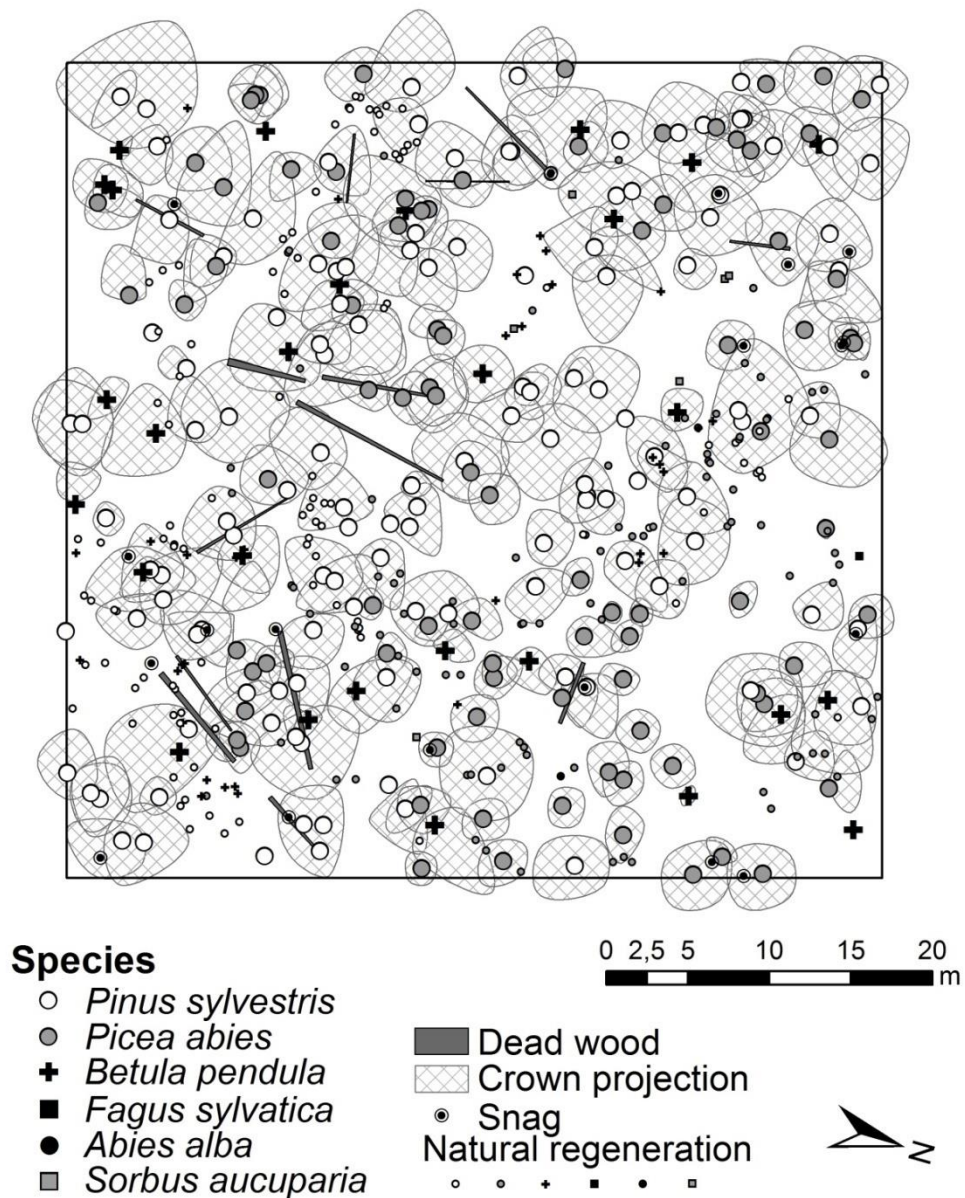 Species
Pinus sylvestris
Picea abies
Betula pendula
Fagus sylvatica
Abies alba
Sorbus aucuparia
0 2,5 5 10 15 20
m
Dead wood
Crown projection
Snag
Natural regeneration
N